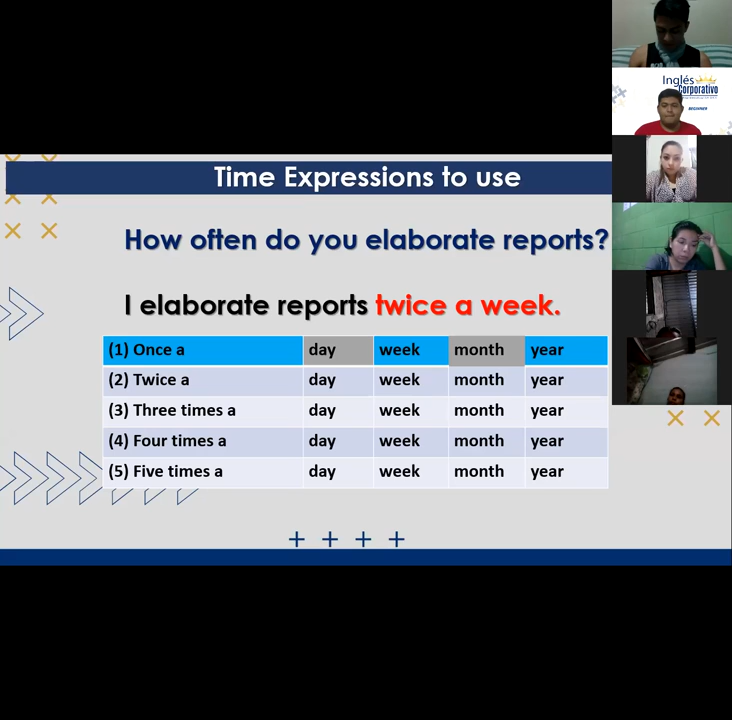 Inglés
Corporativo
BEGINNER
Time Expressions to use
How often do you elaborate reports?
I elaborate reports twice a week.
(1) Once a day week month year
(2) Twice a day week month year
(3) Three times a day week month year
(4) Four times a day week month year
(5) Five times a day week month year